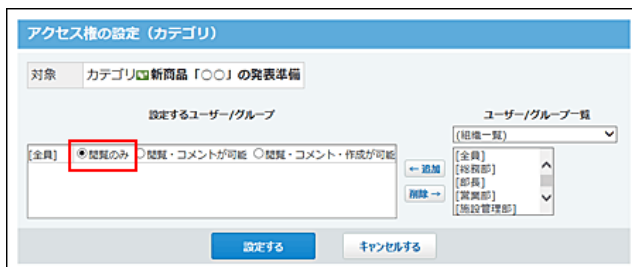 アクセス権の設定（カテゴリ）
対象 カテゴリ 新商品「○○」の発表準備
設定するユーザー/グループ
ユーザー/グループ一覧
(組織一覧)
[全員] 閲覧のみ 閲覧・コメントが可能 閲覧・コメント・作成が可能
← 追加
削除 →
[全員]
[総務部]
[部長]
[営業部]
[施設管理部]
設定する
キャンセルする